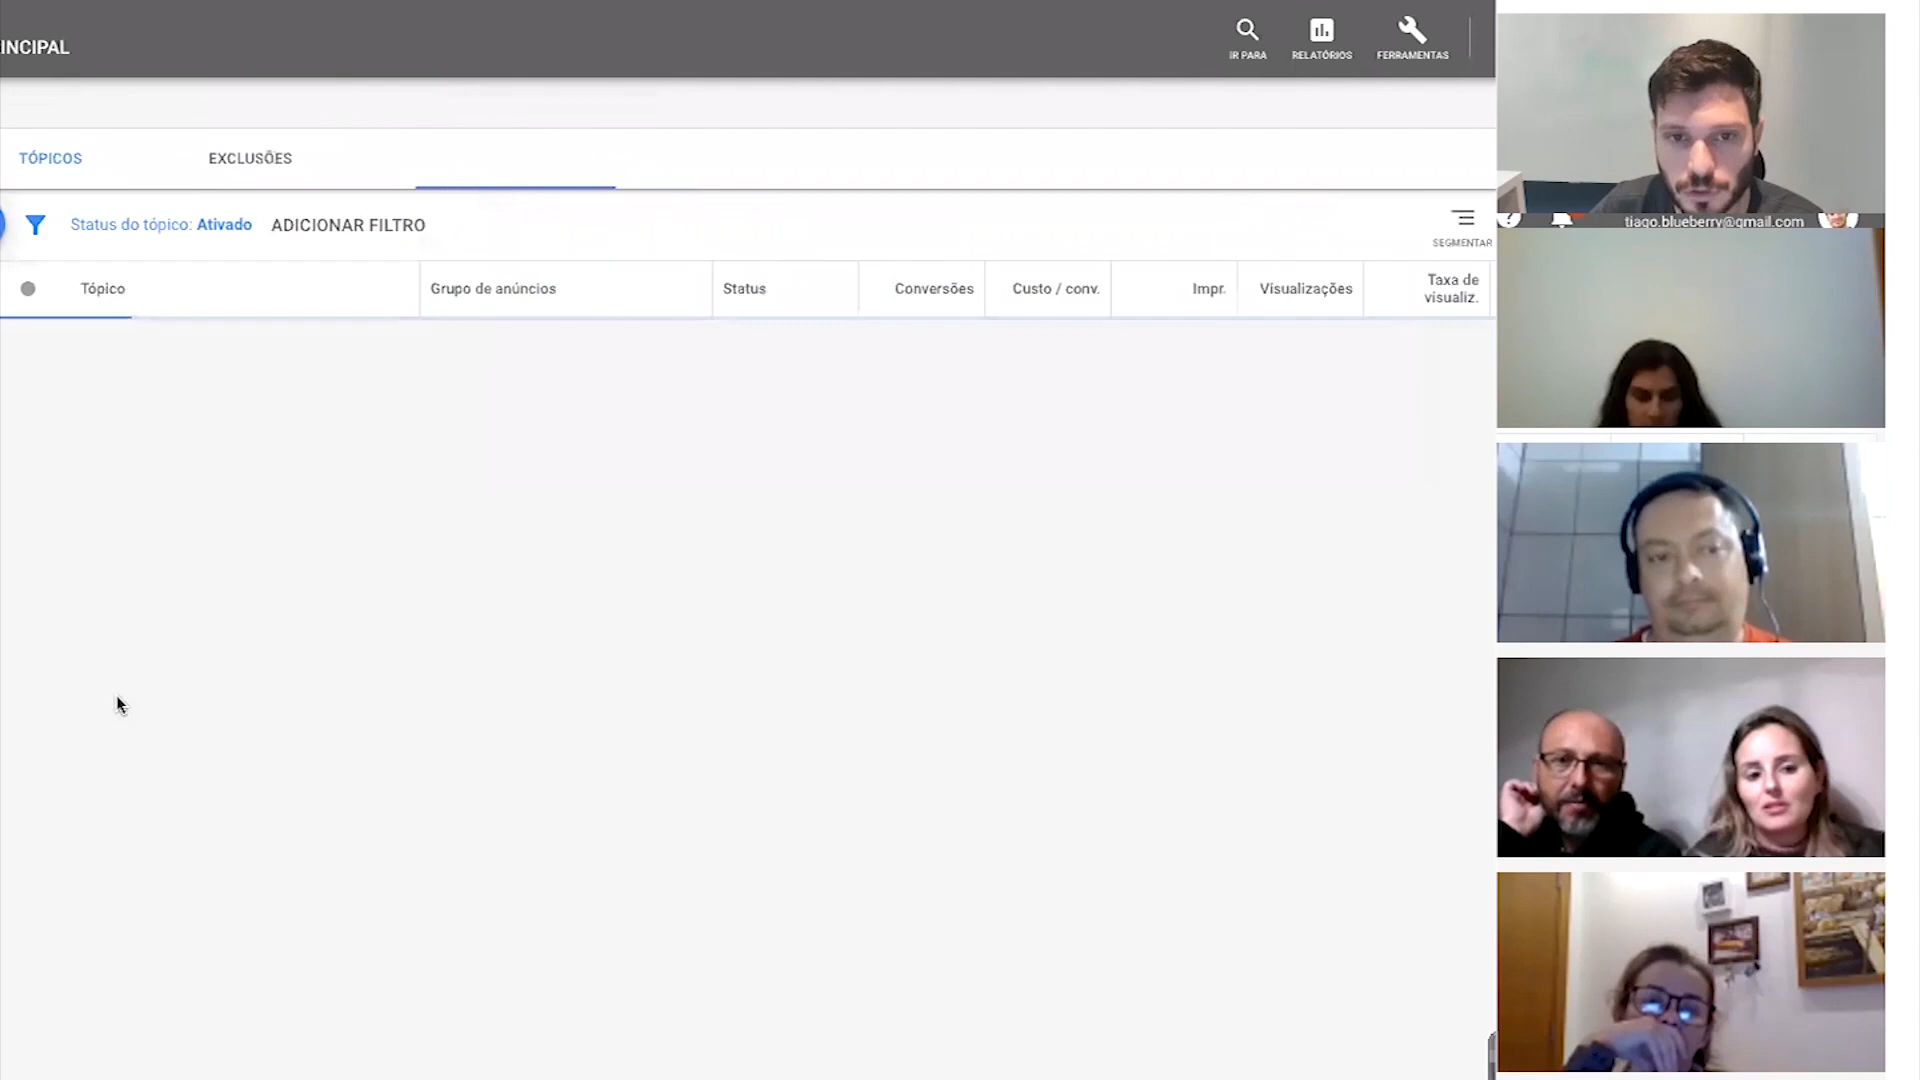 INCIPAL
IR PARA
RELATÓRIOS
FERRAMENTAS
TÓPICOS
EXCLUSÕES
Status do tópico: Ativado
ADICIONAR FILTRO
SEGMENTAR
Tópico
Grupo de anúncios
Status
Conversões
Custo / conv.
Impr.
Visualizações
Taxa de
visualiz.
tiago.blueberry@gmail.com